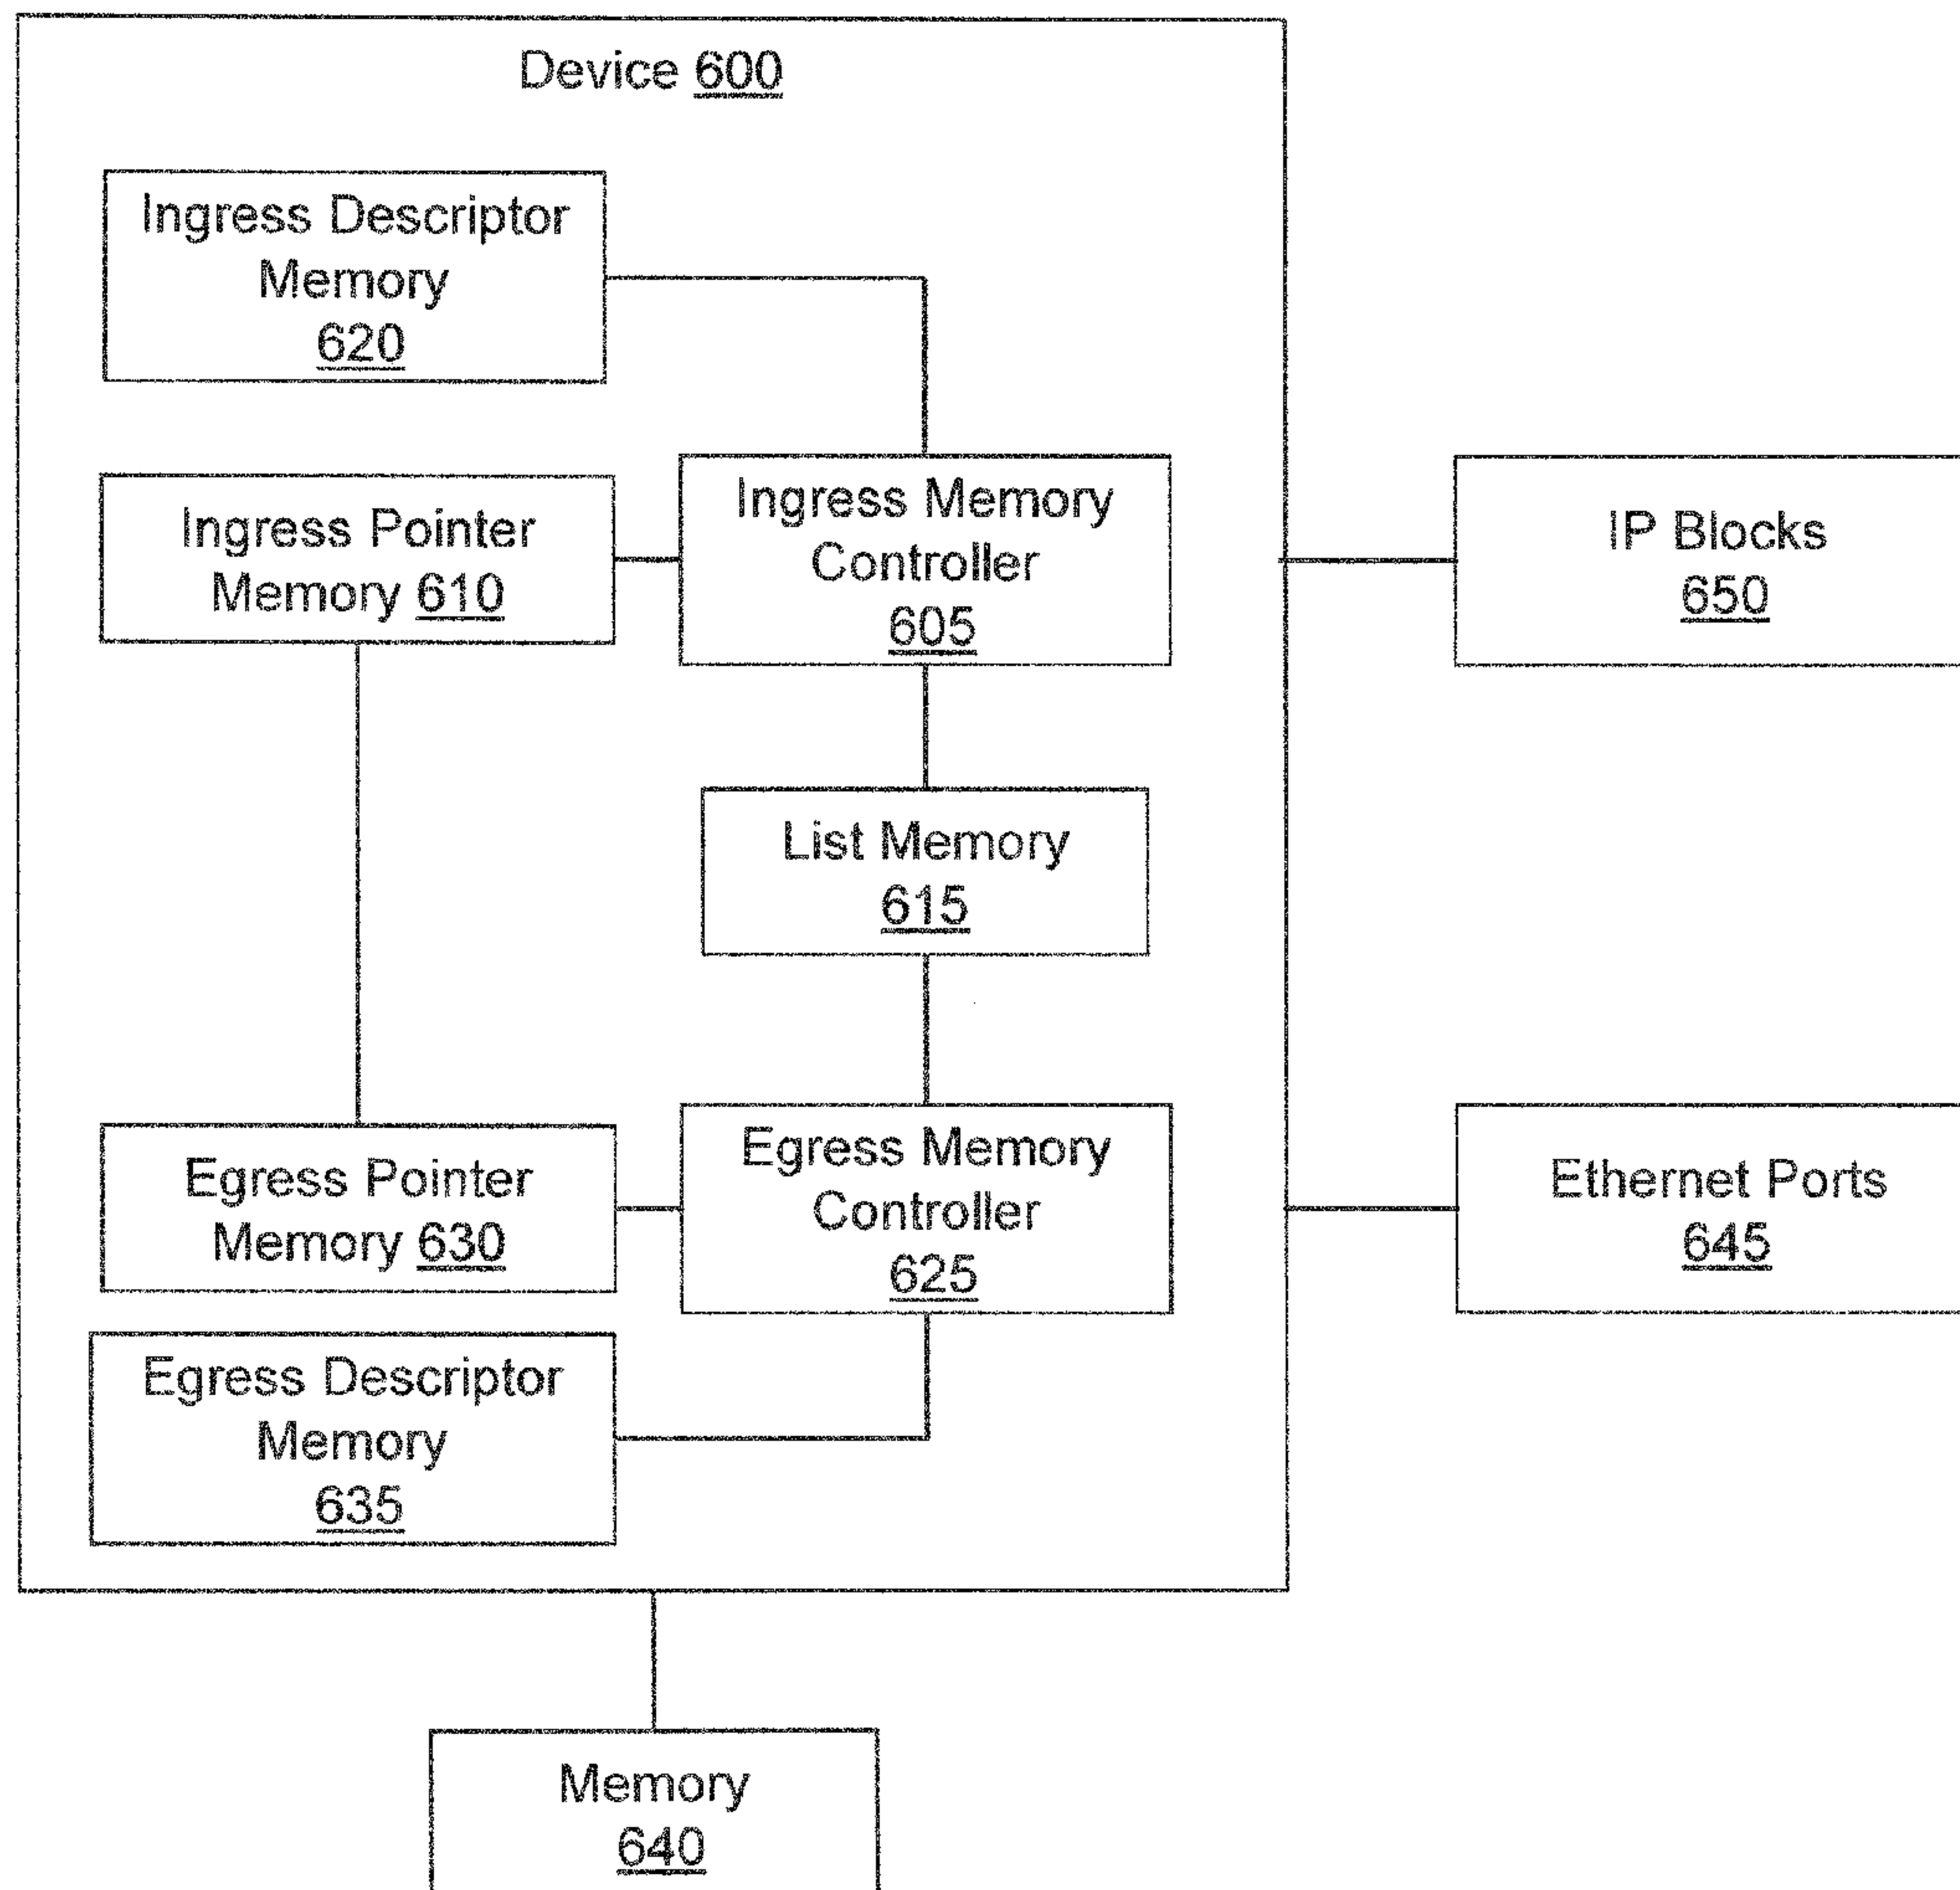 Device 600
Ingress Descriptor
Memory
620
Ingress Pointer
Memory 610
Ingress Memory
Controller
605
IP Blocks
650
List Memory
615
Egress Pointer
Memory 630
Egress Memory
Controller
625
Ethernet Ports
645
Egress Descriptor
Memory
635
Memory
640